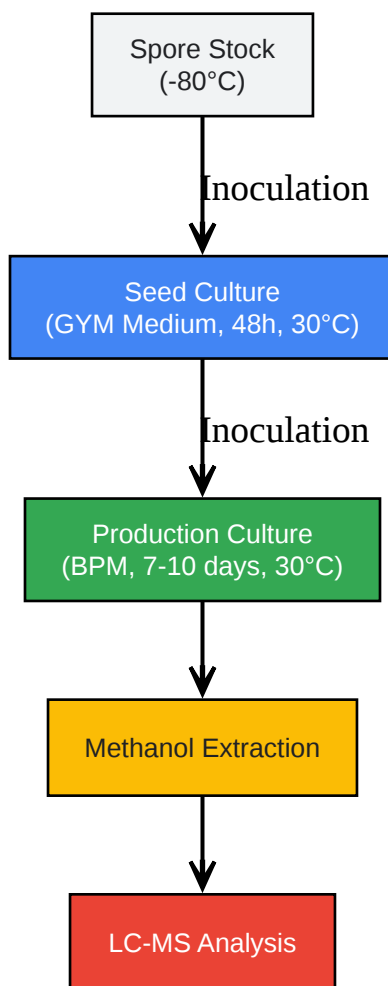 Spore Stock
(-80°C)
Inoculation
Seed Culture
(GYM Medium, 48h, 30°C)
Inoculation
Production Culture
(BPM, 7-10 days, 30°C)
Methanol Extraction
LC-MS Analysis